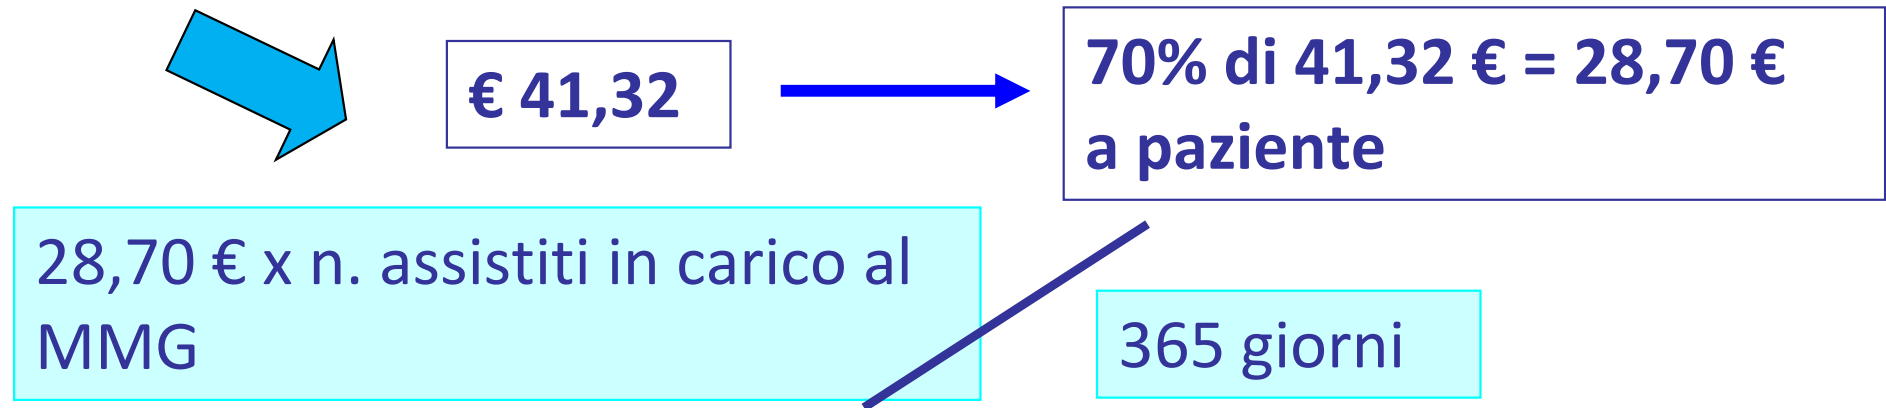 € 41,32
70% di 41,32 € = 28,70 €
a paziente
28,70 € x n. assistiti in carico al
MMG
365 giorni